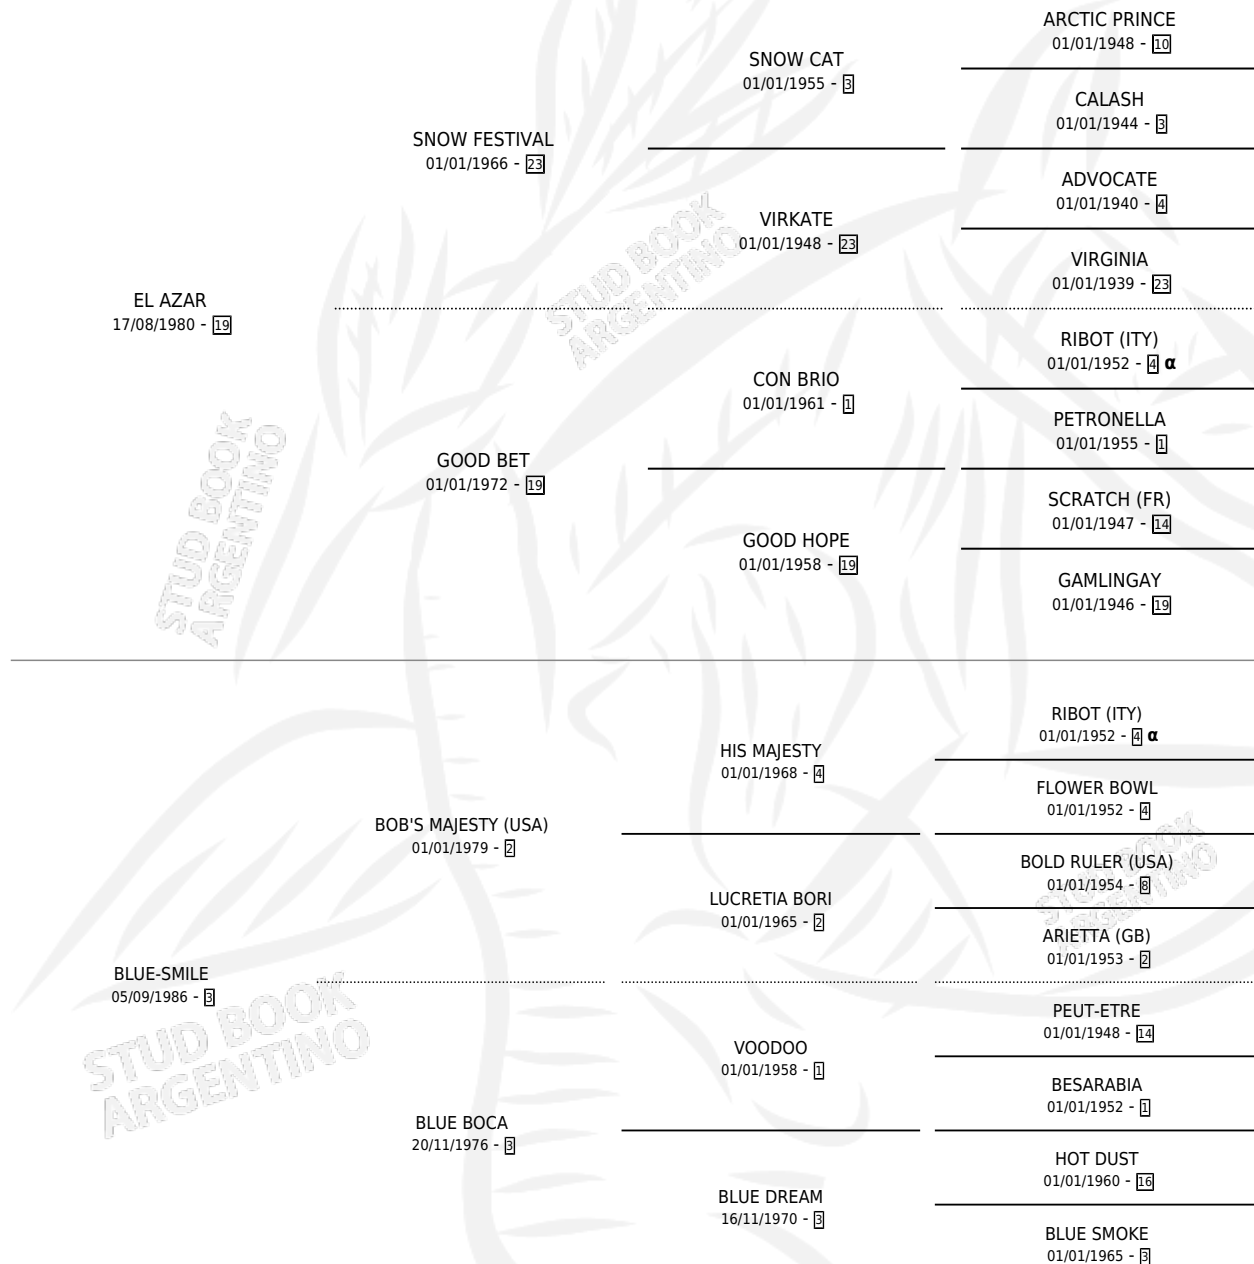 ARCTIC PRINCE
01/01/1948 - 10
SNOW CAT
01/01/1955 - 3
CALASH
01/01/1944 - 3
SNOW FESTIVAL
01/01/1966 - 23
ADVOCATE
01/01/1940 - 4
VIRKATE
01/01/1948 - 23
VIRGINIA
01/01/1939 - 23
EL AZAR
17/08/1980 - 19
RIBOT (ITY)
01/01/1952 - 4 α
CON BRIO
01/01/1961 - 1
PETRONELLA
01/01/1955 - 1
GOOD BET
01/01/1972 - 19
SCRATCH (FR)
01/01/1947 - 14
GOOD HOPE
01/01/1958 - 19
GAMLINGAY
01/01/1946 - 19
RIBOT (ITY)
01/01/1952 - 4 α
HIS MAJESTY
01/01/1968 - 4
FLOWER BOWL
01/01/1952 - 4
BOB'S MAJESTY (USA)
01/01/1979 - 2
BOLD RULER (USA)
01/01/1954 - 8
LUCRETIA BORI
01/01/1965 - 2
ARIETTA (GB)
01/01/1953 - 2
BLUE-SMILE
05/09/1986 - 3
PEUT-ETRE
01/01/1948 - 14
VOODOO
01/01/1958 - 1
BESARABIA
01/01/1952 - 1
BLUE BOCA
20/11/1976 - 3
HOT DUST
01/01/1960 - 16
BLUE DREAM
16/11/1970 - 3
BLUE SMOKE
01/01/1965 - 3
STUD BOOK
ARGENTINO
STUD BOOK
ARGENTINO
STUD BOOK
ARGENTINO
STUD BOOK
ARGENTINO